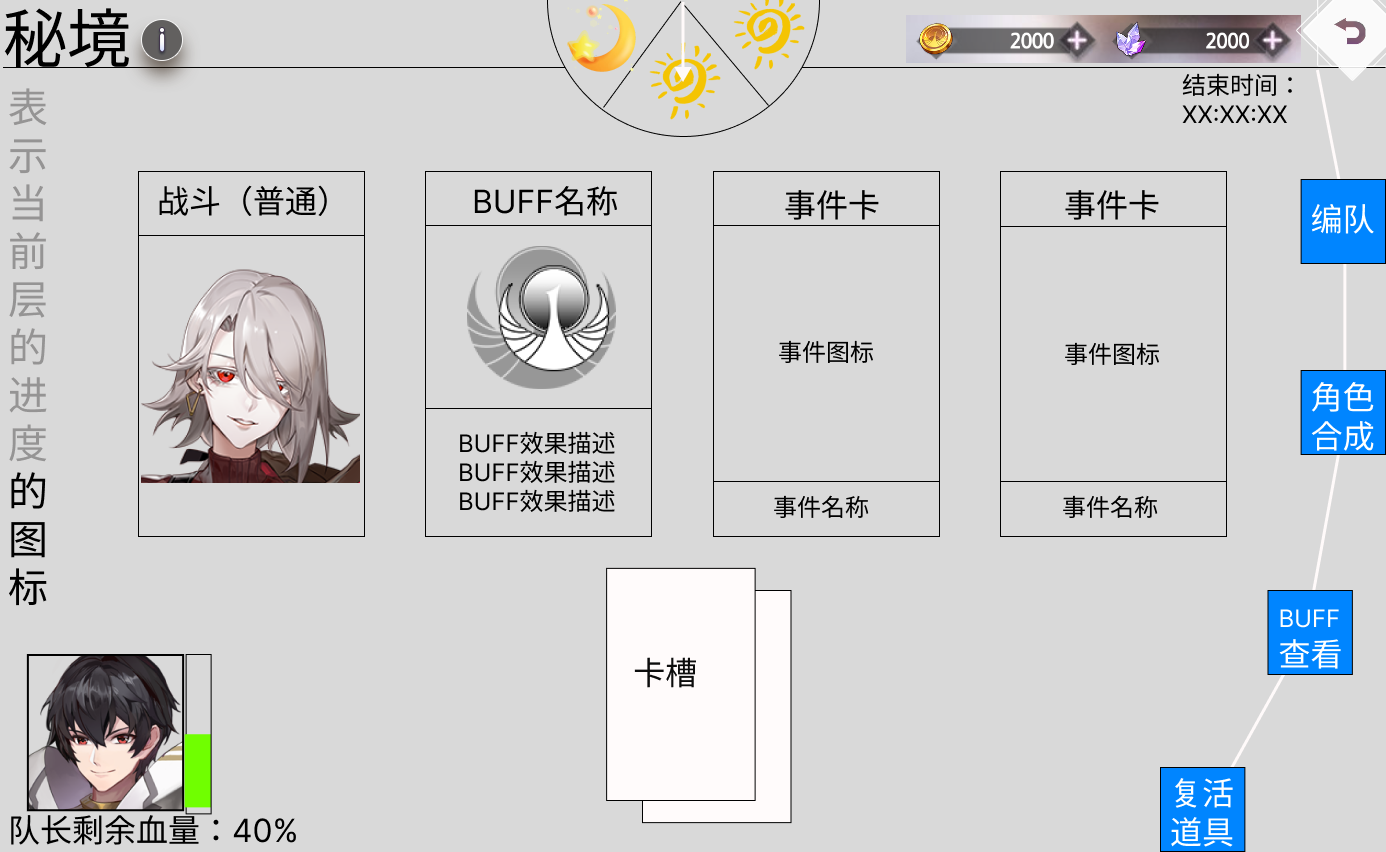 秘境
i
2000
2000
结束时间：
XX:XX:XX
表示当前层的进度的图标
战斗（普通）
BUFF名称
BUFF效果描述
BUFF效果描述
BUFF效果描述
事件卡
事件图标
事件名称
事件卡
事件图标
事件名称
编队
角色
合成
BUFF
查看
复活
道具
卡槽
队长剩余血量：40%